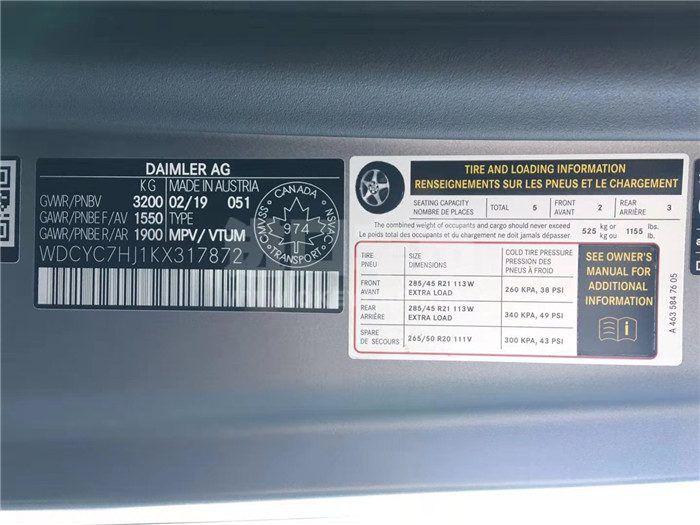 DAIMLER AG
KG MADE IN AUSTRIA
GWR/PNBV 3200 02/19 051
GAWR/PNBE F/AV 1550 TYPE
GAWR/PNBE R/AR 1900 MPV/VTUM
WDCYC7HJ1KX317872
CANADA
CMVSS
974
NSVAC
TRANSPORT
TIRE AND LOADING INFORMATION
RENSEIGNEMENTS SUR LES PNEUS ET LE CHARGEMENT
SEATING CAPACITY
NOMBRE DE PLACES
TOTAL 5
FRONT
AVANT
2
REAR
ARRIÈRE
3
The combined weight of occupants and cargo should never exceed
Le poids total des occupants et du chargement ne doit jamais dépasser
525 kg or
kg ou
1155 lbs.
lb.
TIRE
PNEU
SIZE
DIMENSIONS
COLD TIRE PRESSURE
PRESSION DES PNEUS
À FROID
FRONT
AVANT
285/45 R21 113W
EXTRA LOAD
260 KPA, 38 PSI
REAR
ARRIÈRE
285/45 R21 113W
EXTRA LOAD
340 KPA, 49 PSI
SPARE
DE SECOURS
265/50 R20 111V
300 KPA, 43 PSI
SEE OWNER'S
MANUAL FOR
ADDITIONAL
INFORMATION
A 463 584 76 05